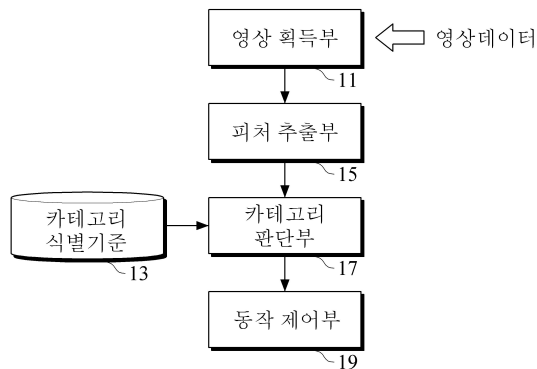 영상 획득부
영상데이터
11
피처 추출부
15
카테고리
식별기준
13
카테고리
판단부
17
동작 제어부
19